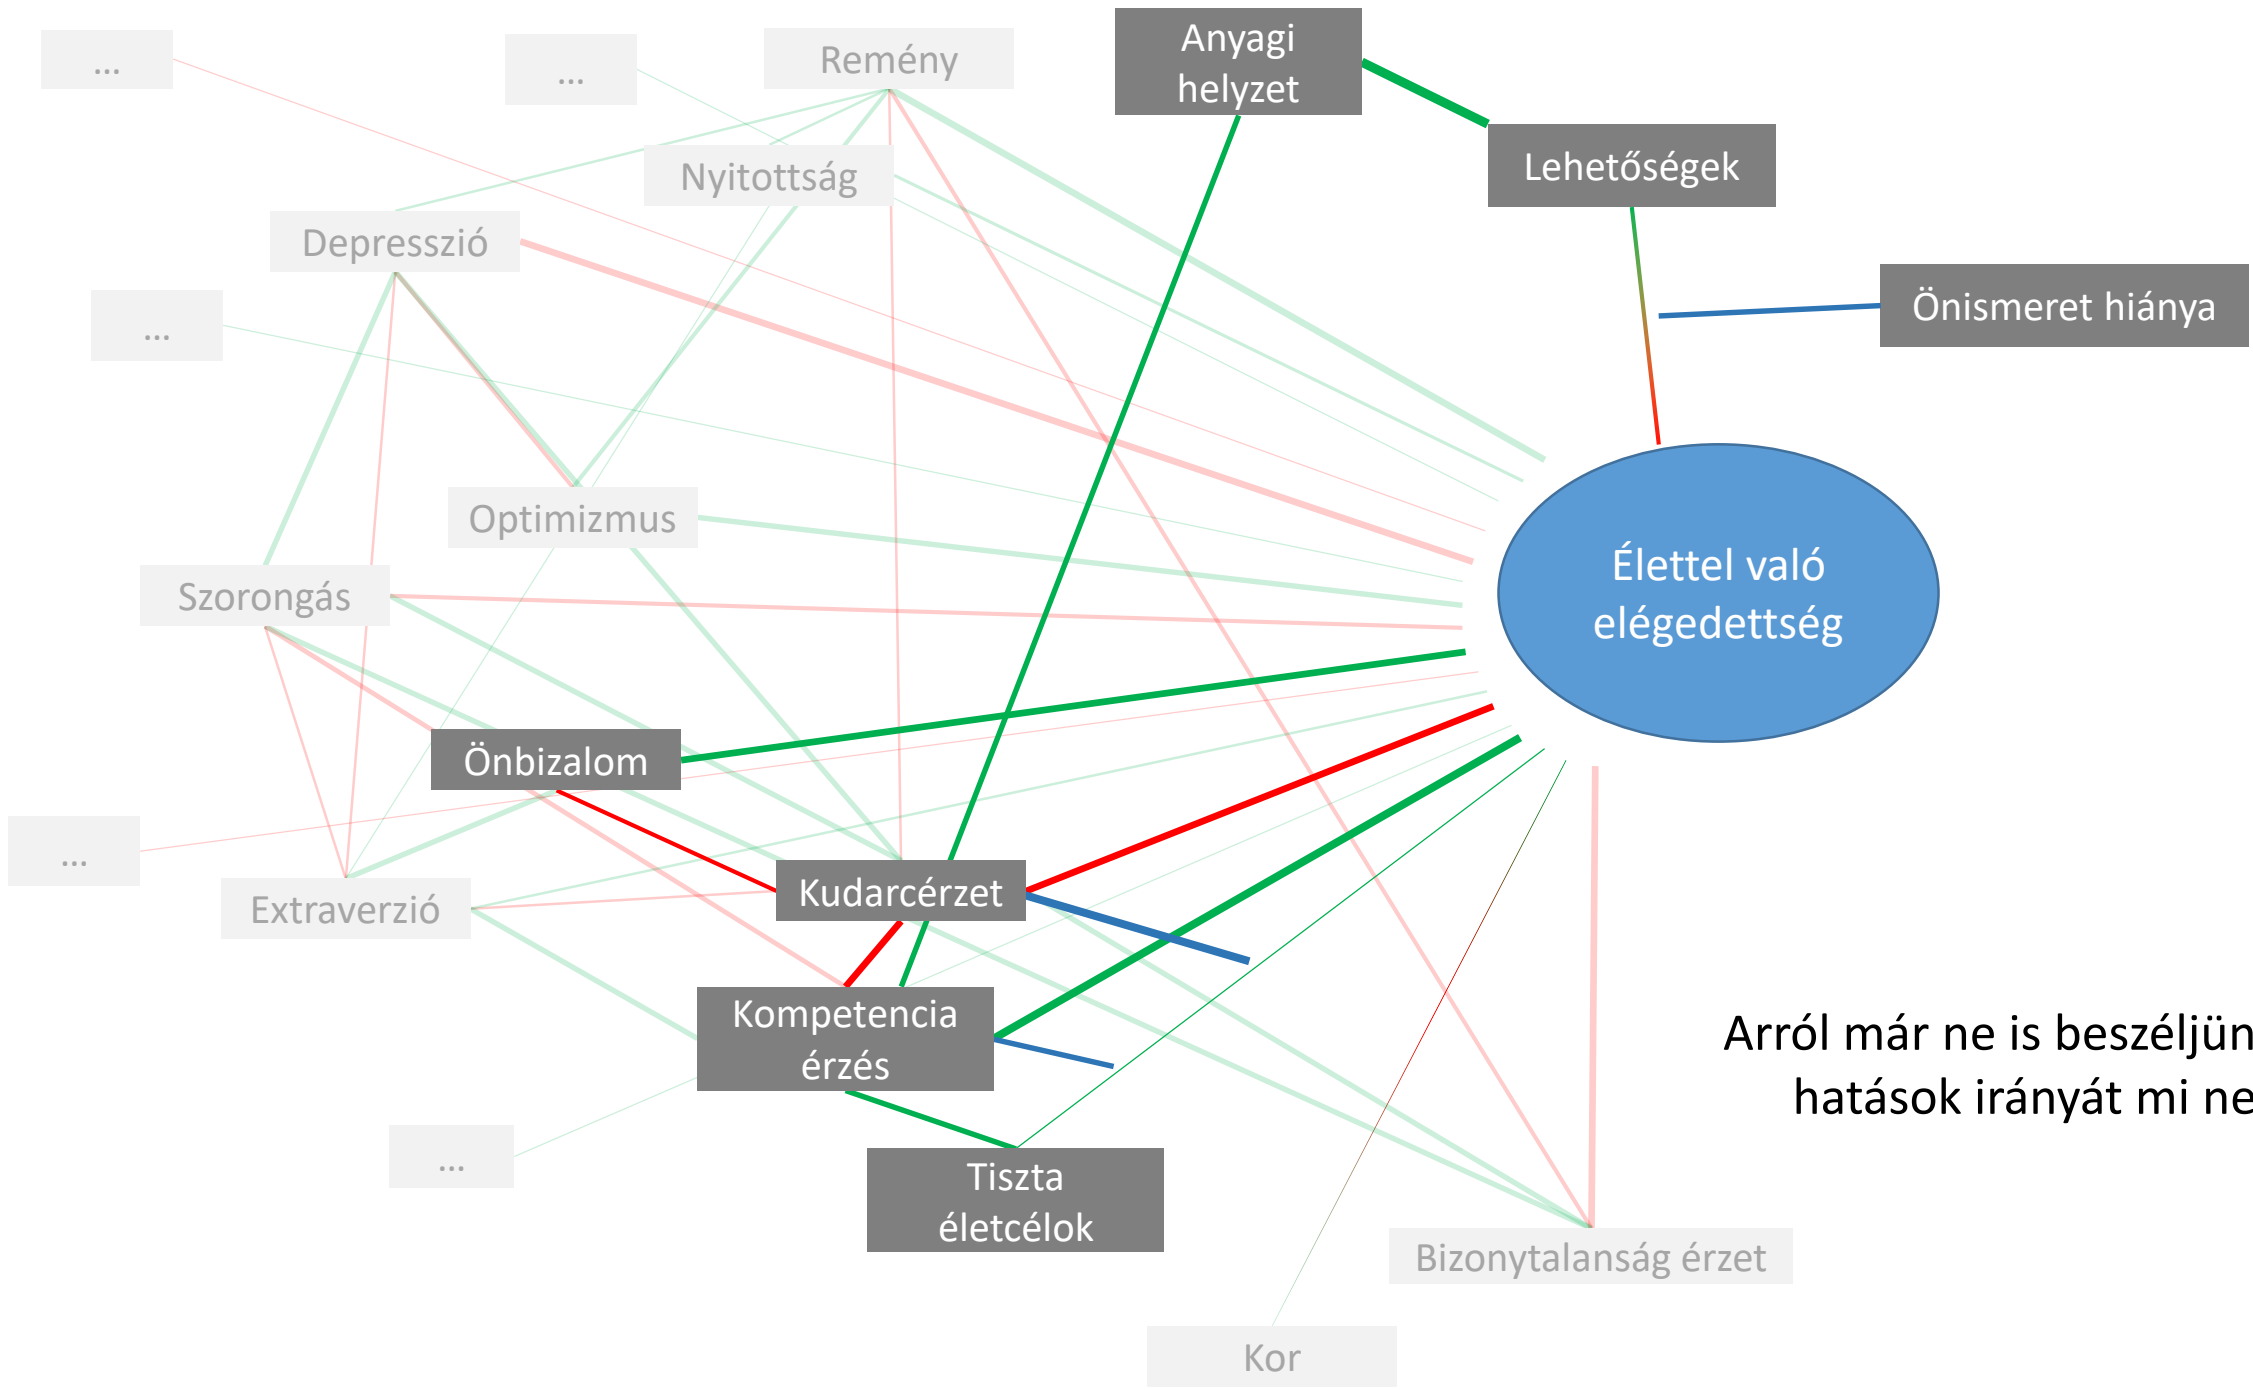 ...
...
Remény
Anyagi
helyzet
Nyitottság
Lehetőségek
Depresszió
Önismeret hiánya
...
Optimizmus
Élettel való
elégedettség
Szorongás
Önbizalom
...
Kudarcérzet
Extraverzió
Kompetencia
érzés
Arról már ne is beszéljün
hatások irányát mi ne
...
Tiszta
életcélok
Bizonytalanság érzet
Kor